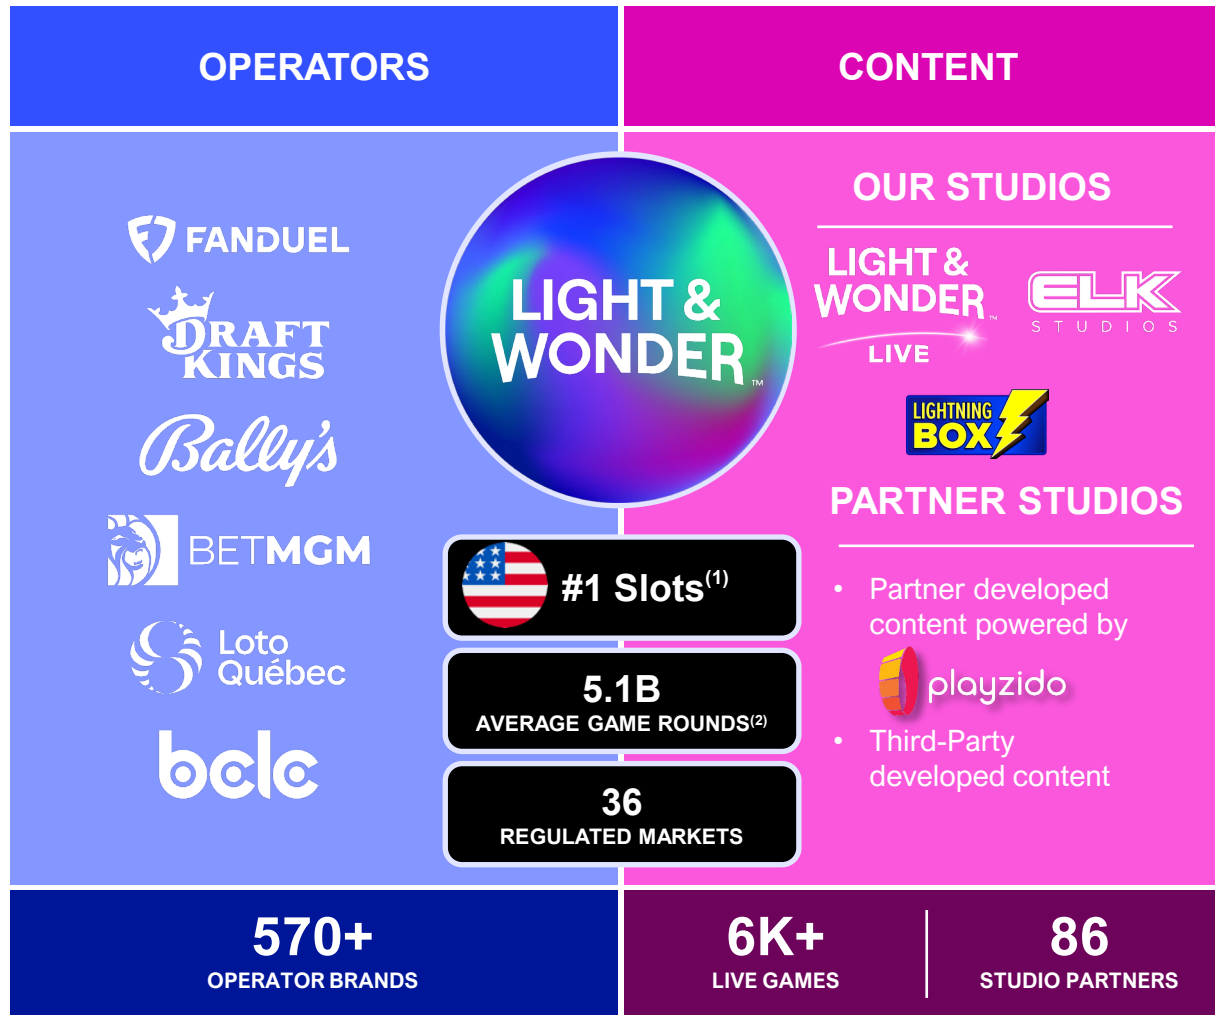 OPERATORS
CONTENT
FANDUEL
DRAFT
KINGS
Bally's
BETMGM
Loto
Québec
bclc
LIGHT &
WONDER™
#1 Slots(1)
5.1B
AVERAGE GAME ROUNDS(2)
36
REGULATED MARKETS
OUR STUDIOS
LIGHT &
WONDER™
LIVE
ELK
STUDIOS
LIGHTNING
BOX
PARTNER STUDIOS
• Partner developed
content powered by
playzido
• Third-Party
developed content
570+
OPERATOR BRANDS
6K+
LIVE GAMES
86
STUDIO PARTNERS